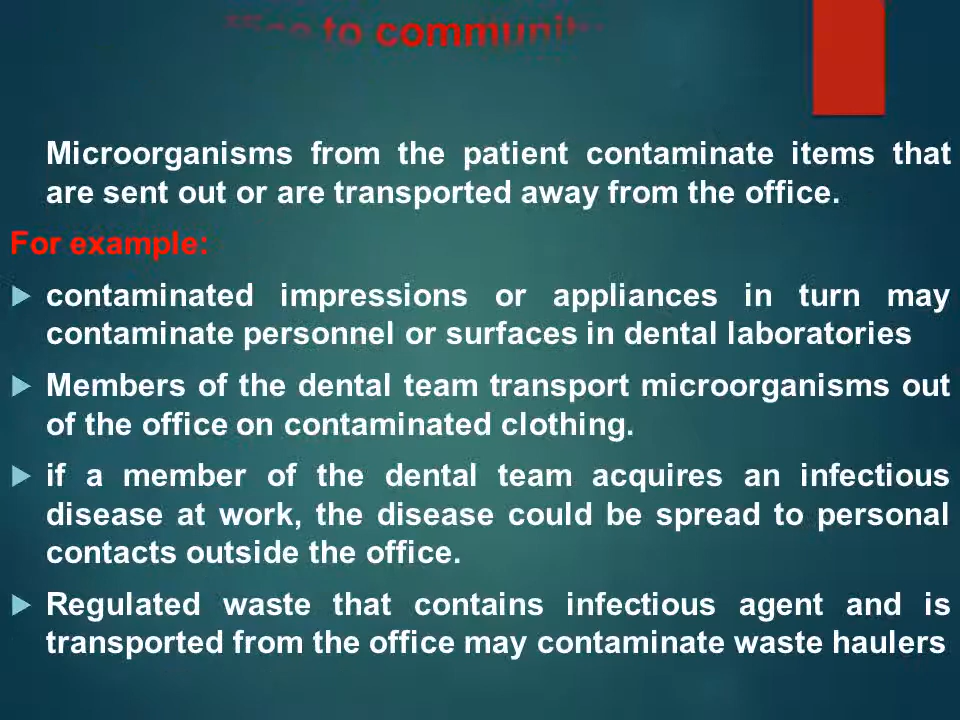 to community
Microorganisms from the patient contaminate items that
are sent out or are transported away from the office.
For example:
contaminated impressions or appliances in turn may
contaminate personnel or surfaces in dental laboratories
Members of the dental team transport microorganisms out
of the office on contaminated clothing.
if a member of the dental team acquires an infectious
disease at work, the disease could be spread to personal
contacts outside the office.
Regulated waste that contains infectious agent and is
transported from the office may contaminate waste haulers